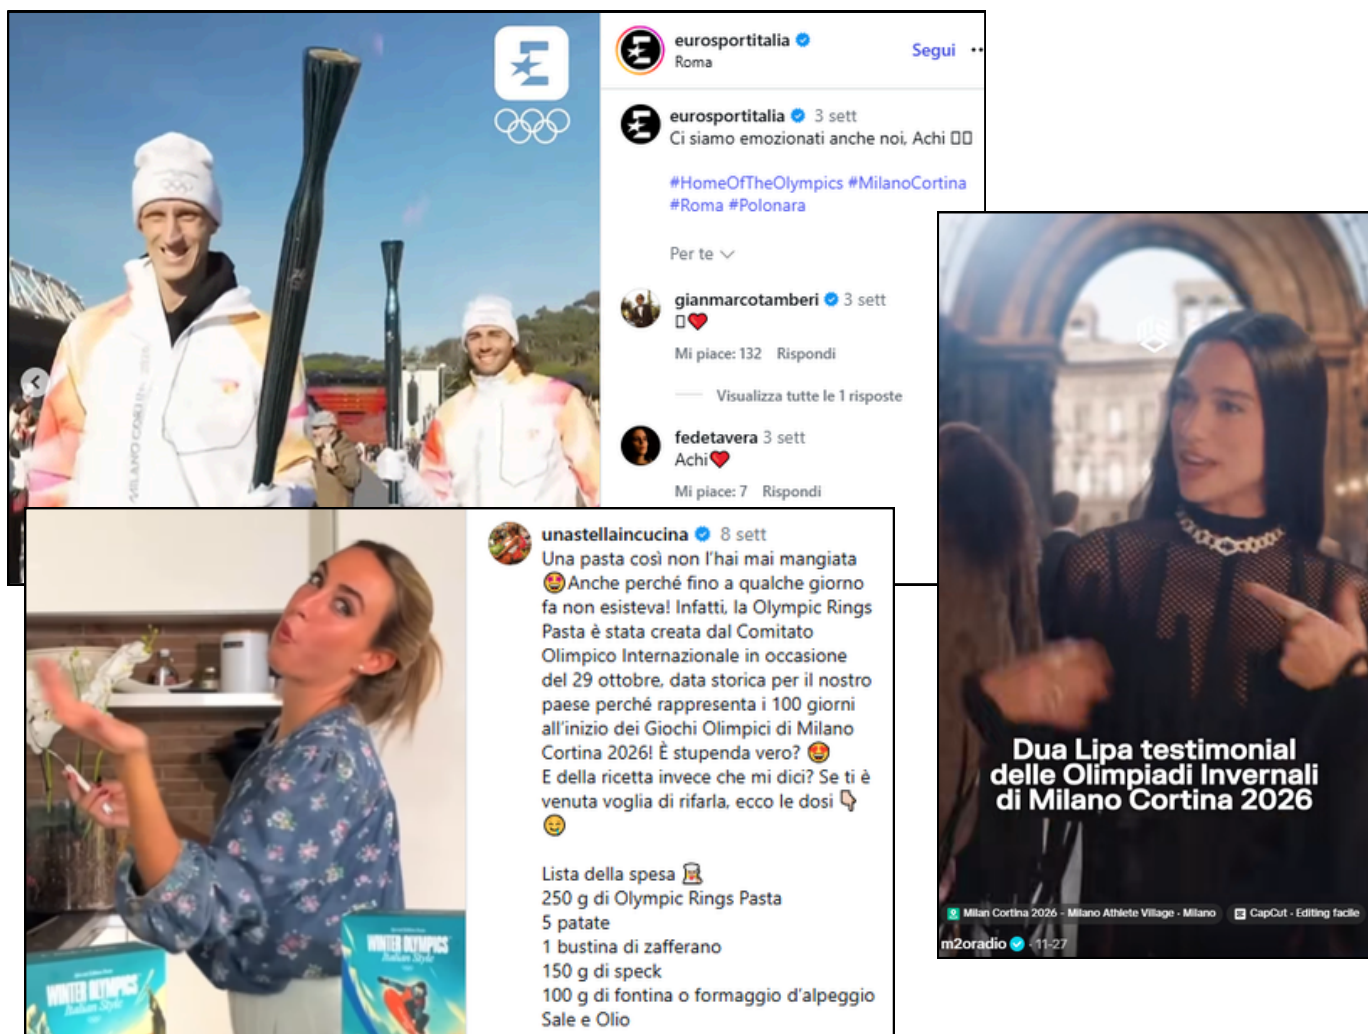 eurosportitalia
Roma
Segui
eurosportitalia 3 sett
Ci siamo emozionati anche noi, Achi
#HomeOfTheOlympics #MilanoCortina
#Roma #Polonara
Per te
gianmarcotamberi 3 sett
Mi piace: 132 Rispondi
Visualizza tutte le 1 risposte
fedetavera 3 sett
Achi
Mi piace: 7 Rispondi
MILANO CORTINA 2026
unastellaincucina 8 sett
Una pasta così non l'hai mai mangiata
Anche perché fino a qualche giorno
fa non esisteva! Infatti, la Olympic Rings
Pasta è stata creata dal Comitato
Olimpico Internazionale in occasione
del 29 ottobre, data storica per il nostro
paese perché rappresenta i 100 giorni
all'inizio dei Giochi Olimpici di Milano
Cortina 2026! È stupenda vero?
E della ricetta invece che mi dici? Se ti è
venuta voglia di rifarla, ecco le dosi
Lista della spesa
250 g di Olympic Rings Pasta
5 patate
1 bustina di zafferano
150 g di speck
100 g di fontina o formaggio d'alpeggio
Sale e Olio
WINTER OLYMPICS
Italian Style
WINTER OLYMPICS
Italian Style
Dua Lipa testimonial
delle Olimpiadi Invernali
di Milano Cortina 2026
Milan Cortina 2026 - Milano Athlete Village · Milano
CapCut · Editing facile
m2oradio · 11-27